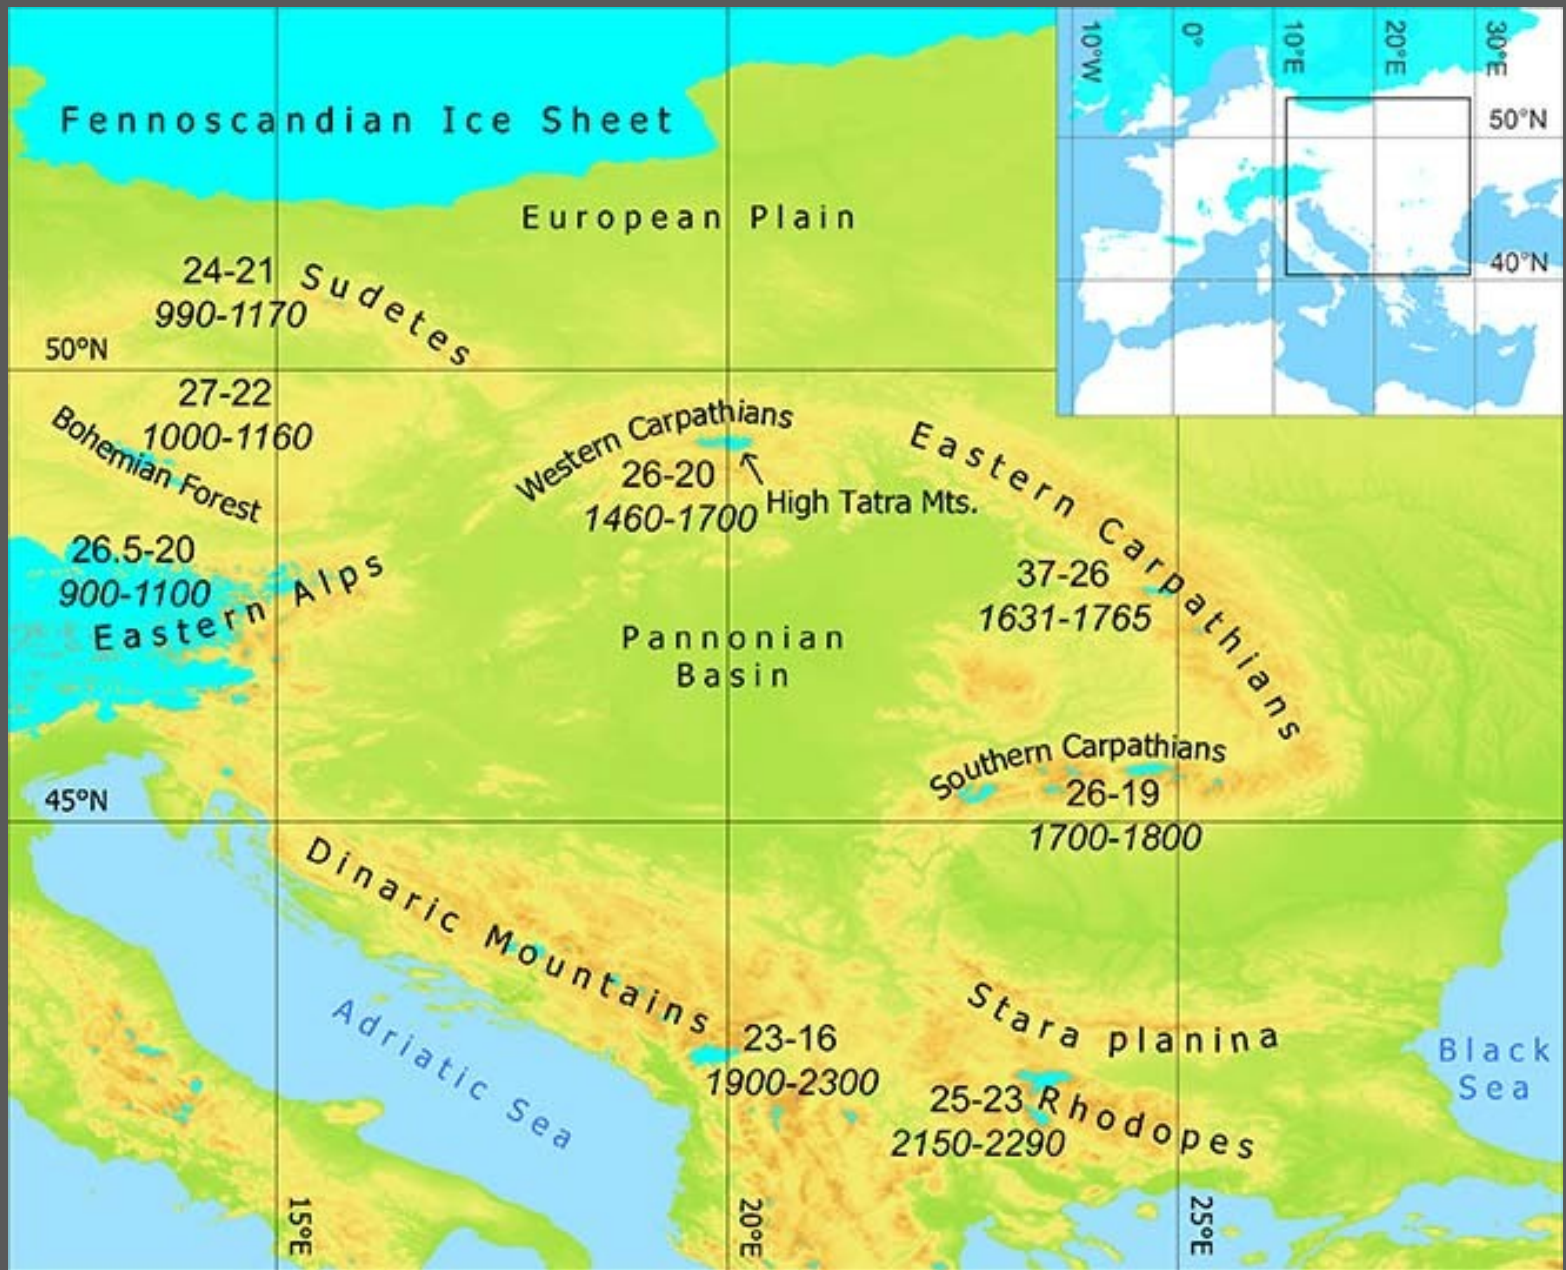 10°W
0°
10°E
20°E
30°E
50°N
40°N
Fennoscandian Ice Sheet
European Plain
24-21
990-1170
Sudetes
50°N
27-22
1000-1160
Bohemian Forest
Western Carpathians
26-20
1460-1700
High Tatra Mts.
Eastern Carpathians
26.5-20
900-1100
Eastern Alps
37-26
1631-1765
Pannonian
Basin
Southern Carpathians
26-19
1700-1800
45°N
Dinaric Mountains
Adriatic Sea
23-16
1900-2300
Stara planina
25-23
2150-2290
Rhodopes
Black
Sea
15°E
20°E
25°E